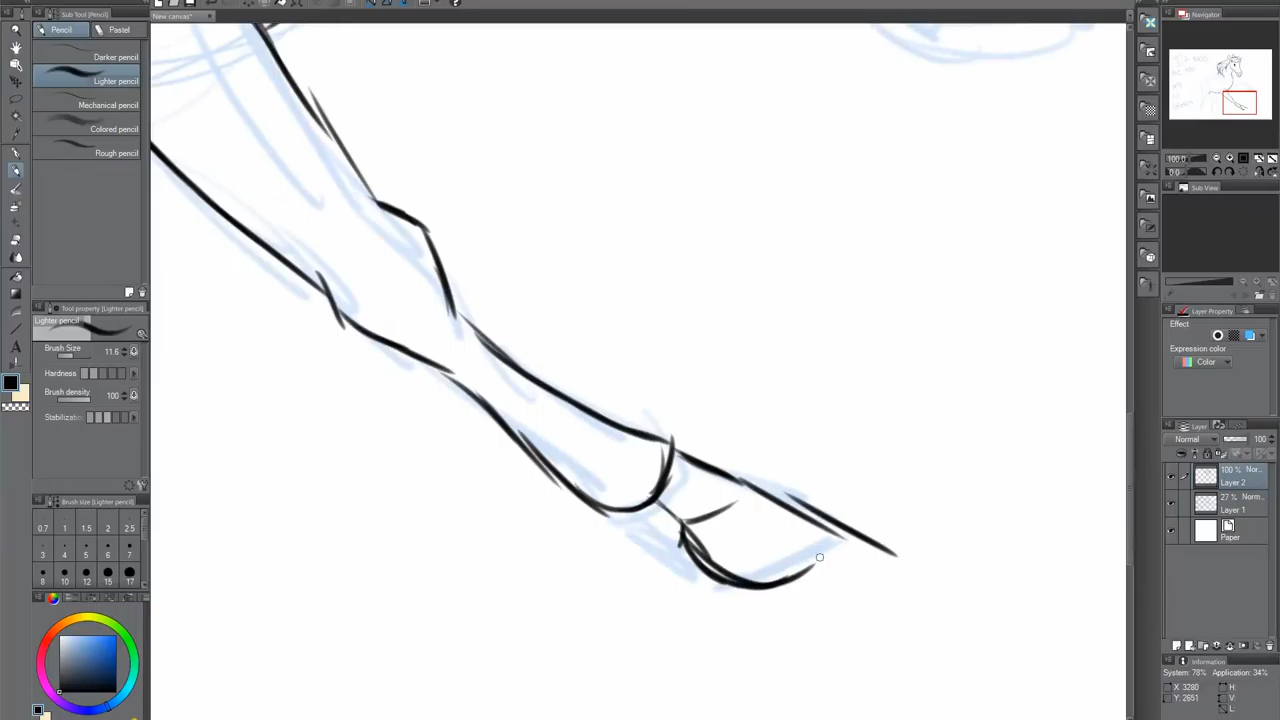 New canvas*
Sub Tool [Pencil]
Pencil
Pastel
Darker pencil
Lighter pencil
Mechanical pencil
Colored pencil
Rough pencil
Tool property [Lighter pencil]
Lighter pencil
Brush Size 11.6
Hardness
Brush density 100
Stabilizatio
Brush size [Lighter pencil]
0.7 1 1.5 2 2.5
3 4 5 6 7
8 10 12 15 17
Navigator
100.0
0.0
Sub View
Layer Property
Effect
Expression color
Color
Layer
Normal 100
100 % Nor...
Layer 2
27 % Norm...
Layer 1
Paper
Information
System: 78% Application: 34%
X 3280 H:
Y: 2651 V:
L: